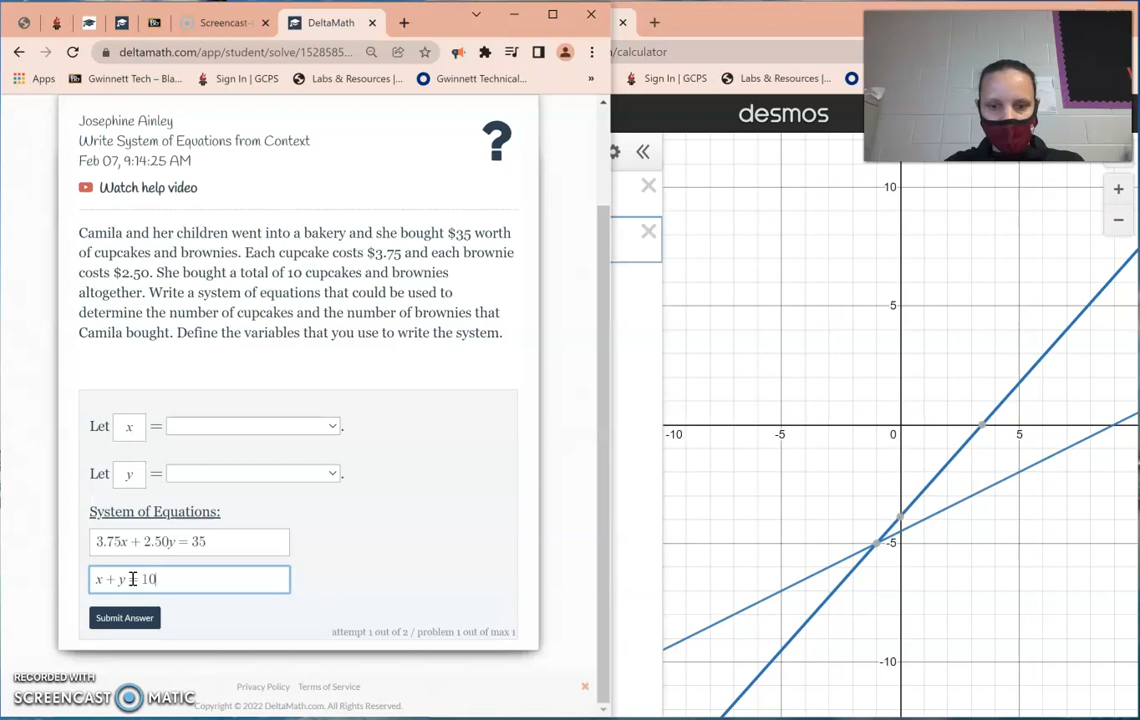 Screencast-
DeltaMath
deltamath.com/app/student/solve/1528585...
/calculator
Apps
Bb Gwinnett Tech – Bla...
Sign In | GCPS
Labs & Resources |...
Gwinnett Technical...
»
Sign In | GCPS
Labs & Resources |...
Josephine Ainley
Write System of Equations from Context
Feb 07, 9:14:25 AM
?
Watch help video
Camila and her children went into a bakery and she bought $35 worth
of cupcakes and brownies. Each cupcake costs $3.75 and each brownie
costs $2.50. She bought a total of 10 cupcakes and brownies
altogether. Write a system of equations that could be used to
determine the number of cupcakes and the number of brownies that
Camila bought. Define the variables that you use to write the system.
Let x = .
Let y = .
System of Equations:
3.75x + 2.50y = 35
x + y = 10
Submit Answer
attempt 1 out of 2 / problem 1 out of max 1
Privacy Policy Terms of Service
Copyright © 2022 DeltaMath.com. All Rights Reserved.
RECORDED WITH
SCREENCAST MATIC
desmos
10
5
-10
-5
0
5
-5
-10